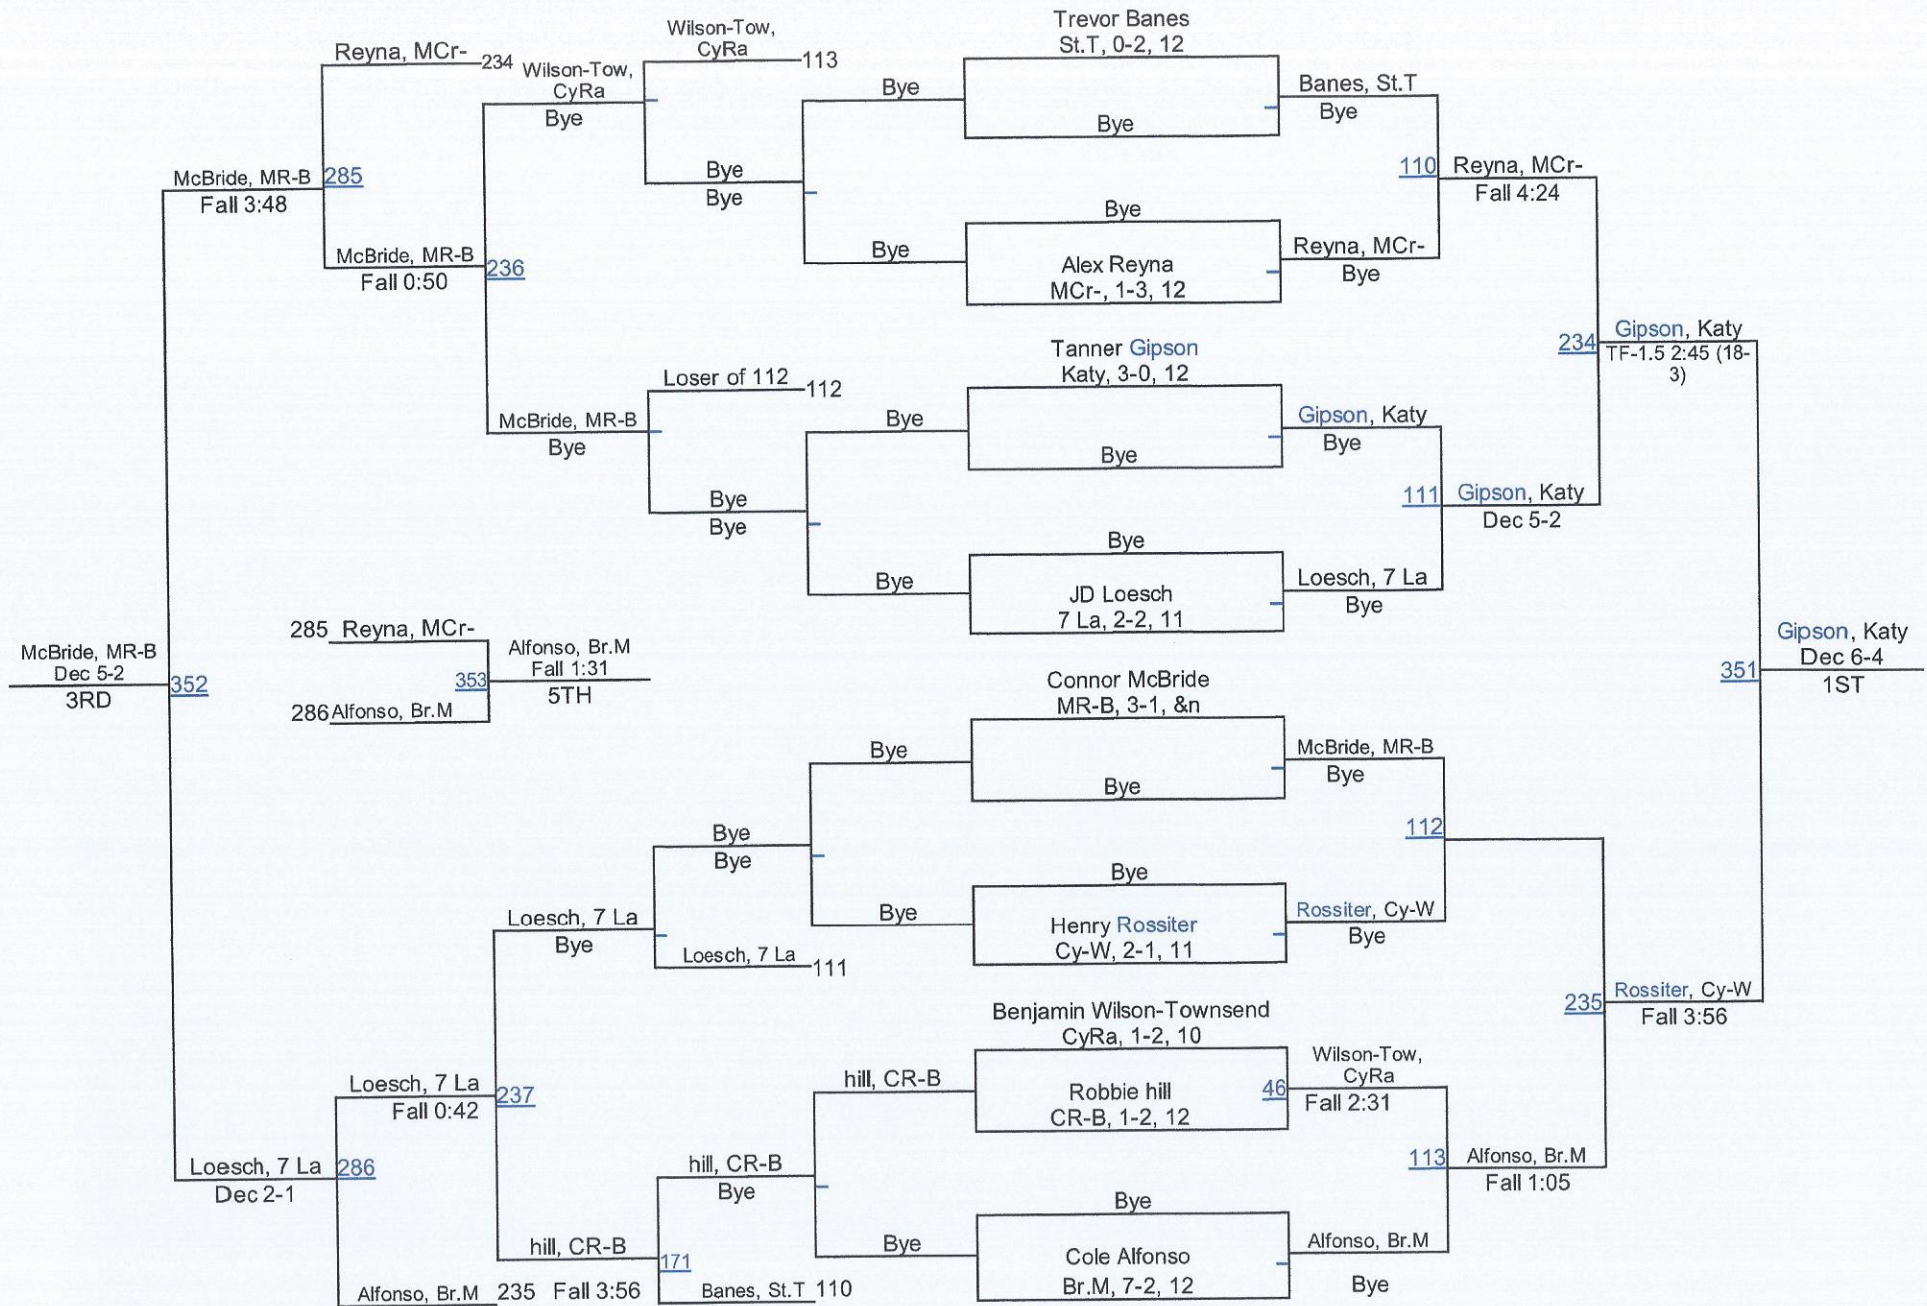 Reyna, MCr-
234
McBride, MR-B
285
Fall 3:48
McBride, MR-B
Fall 0:50
236
Wilson-Tow,
CyRa
Bye
Wilson-Tow,
CyRa
113
Bye
Bye
McBride, MR-B
Bye
Loser of 112
112
Bye
Bye
Bye
Bye
Bye
Bye
Trevor Banes
St.T, 0-2, 12
Bye
Banes, St.T
Bye
Bye
Alex Reyna
MCr-, 1-3, 12
Reyna, MCr-
Bye
110
Reyna, MCr-
Fall 4:24
Tanner Gipson
Katy, 3-0, 12
Bye
Gipson, Katy
Bye
Bye
JD Loesch
7 La, 2-2, 11
Loesch, 7 La
Bye
111
Gipson, Katy
Dec 5-2
234
Gipson, Katy
TF-1.5 2:45 (18-
3)
McBride, MR-B
Dec 5-2
3RD
352
285 Reyna, MCr-
286 Alfonso, Br.M
353
Alfonso, Br.M
Fall 1:31
5TH
351
Gipson, Katy
Dec 6-4
1ST
Connor McBride
MR-B, 3-1, &n
Bye
McBride, MR-B
Bye
Bye
Henry Rossiter
Cy-W, 2-1, 11
Rossiter, Cy-W
Bye
112
Bye
Bye
Bye
Bye
Loesch, 7 La
Bye
Loesch, 7 La
111
Benjamin Wilson-Townsend
CyRa, 1-2, 10
Robbie hill
CR-B, 1-2, 12
46
Wilson-Tow,
CyRa
Fall 2:31
Bye
Cole Alfonso
Br.M, 7-2, 12
Alfonso, Br.M
Bye
113
Alfonso, Br.M
Fall 1:05
235
Rossiter, Cy-W
Fall 3:56
hill, CR-B
Bye
hill, CR-B
Bye
Loesch, 7 La
Fall 0:42
237
Loesch, 7 La
Dec 2-1
286
hill, CR-B
Fall 3:56
171
Banes, St.T 110
Alfonso, Br.M 235